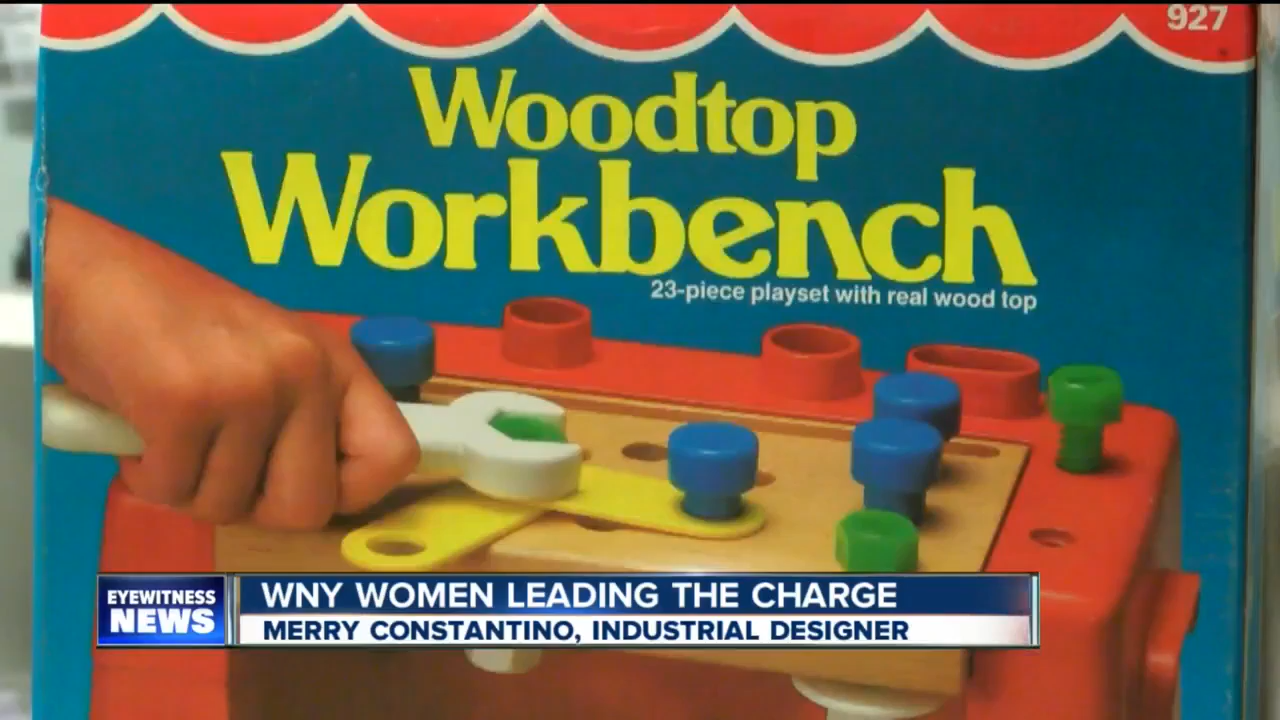 927
Woodtop
Workbench
23-piece playset with real wood top
EYEWITNESS
NEWS
WNY WOMEN LEADING THE CHARGE
MERRY CONSTANTINO, INDUSTRIAL DESIGNER